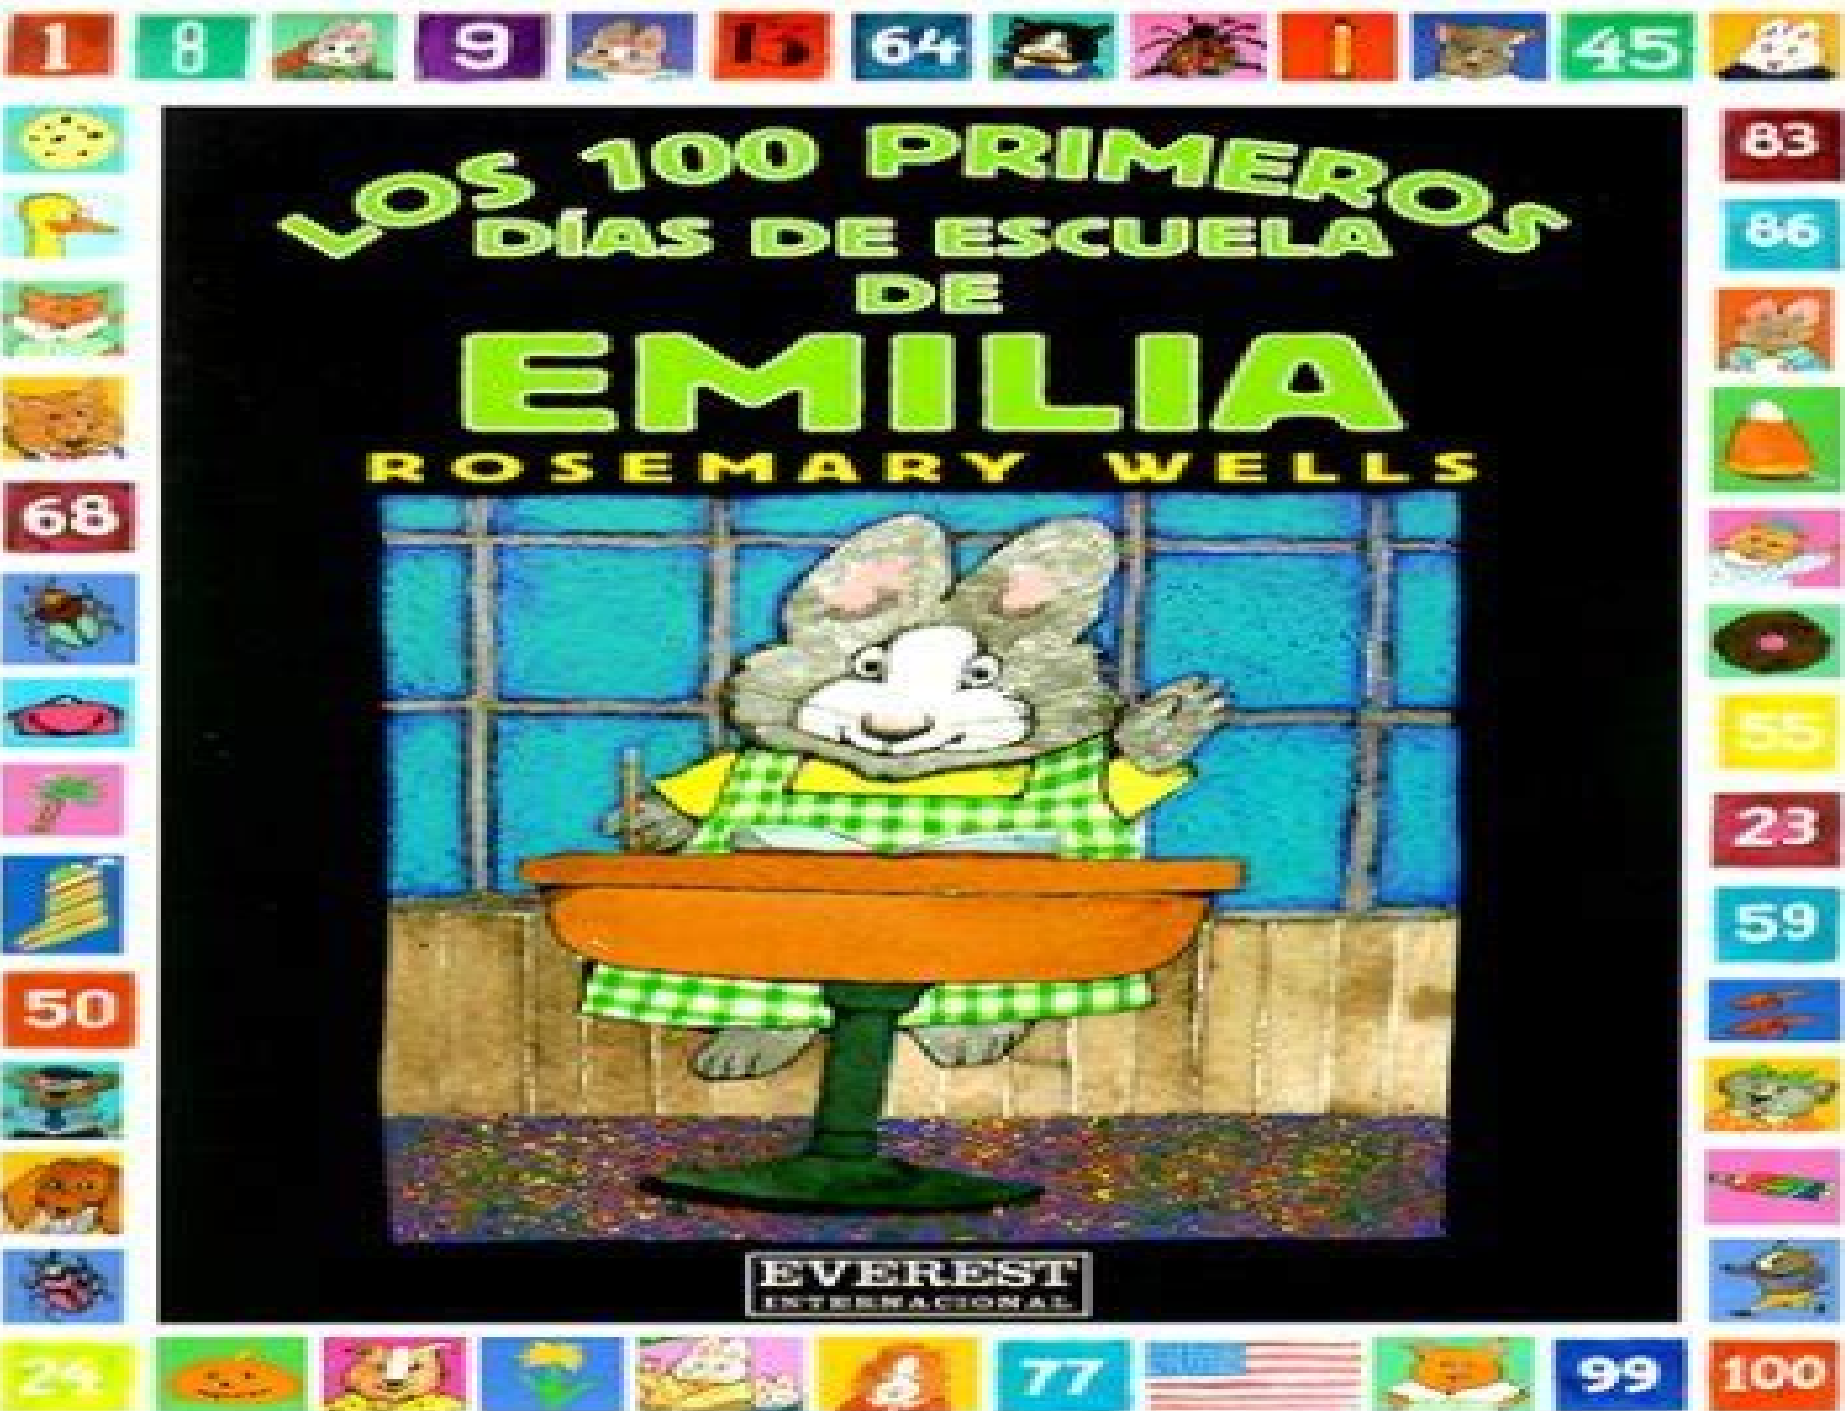 1 8 9 15 64 45
LOS 100 PRIMEROS
DÍAS DE ESCUELA
DE
EMILIA
ROSEMARY WELLS
83
86
68
55
23
59
50
EVEREST
INTERNACIONAL
24 77 99 100